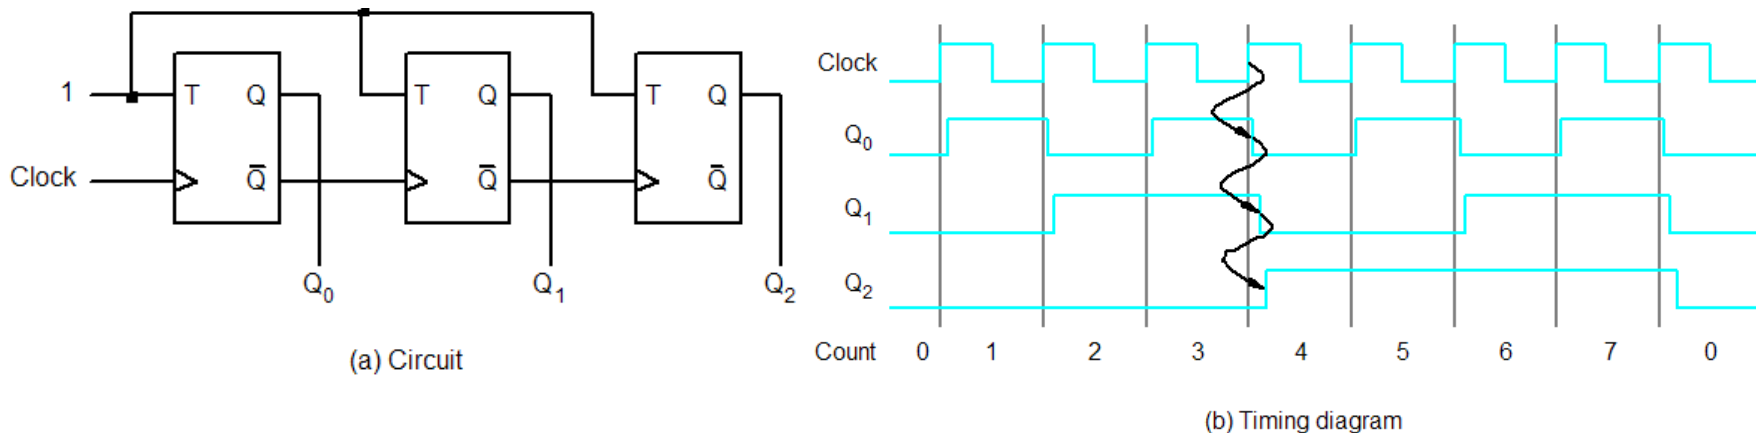 1 T Q T Q T Q
Clock Q̅ Q̅ Q̅
Q₀ Q₁ Q₂
(a) Circuit
Clock
Q₀
Q₁
Q₂
Count 0 1 2 3 4 5 6 7 0
(b) Timing diagram